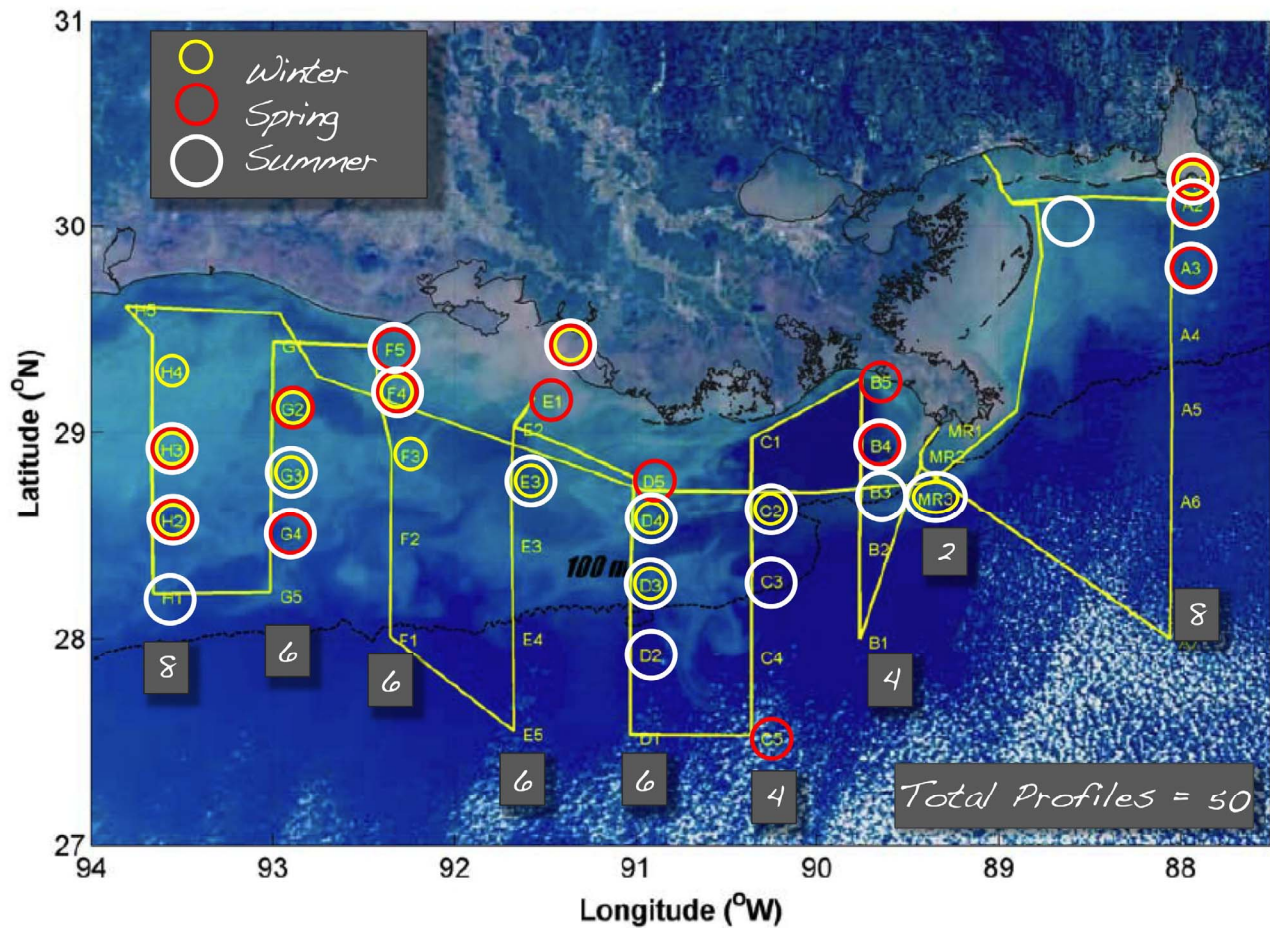 31
30
29
28
27
Latitude (°N)
94
93
92
91
90
89
88
Longitude (°W)
Winter
Spring
Summer
A2
A3
A4
A5
A6
H5
H4
H3
H2
H1
G1
G2
G3
G4
G5
F5
F4
F3
F2
F1
E1
E2
E3
E3
E4
E5
D5
D4
D3
D2
D1
100 m
C1
C2
C3
C4
C5
B5
B4
B3
B2
B1
MR1
MR2
MR3
8
6
6
6
6
4
4
2
8
Total Profiles = 50